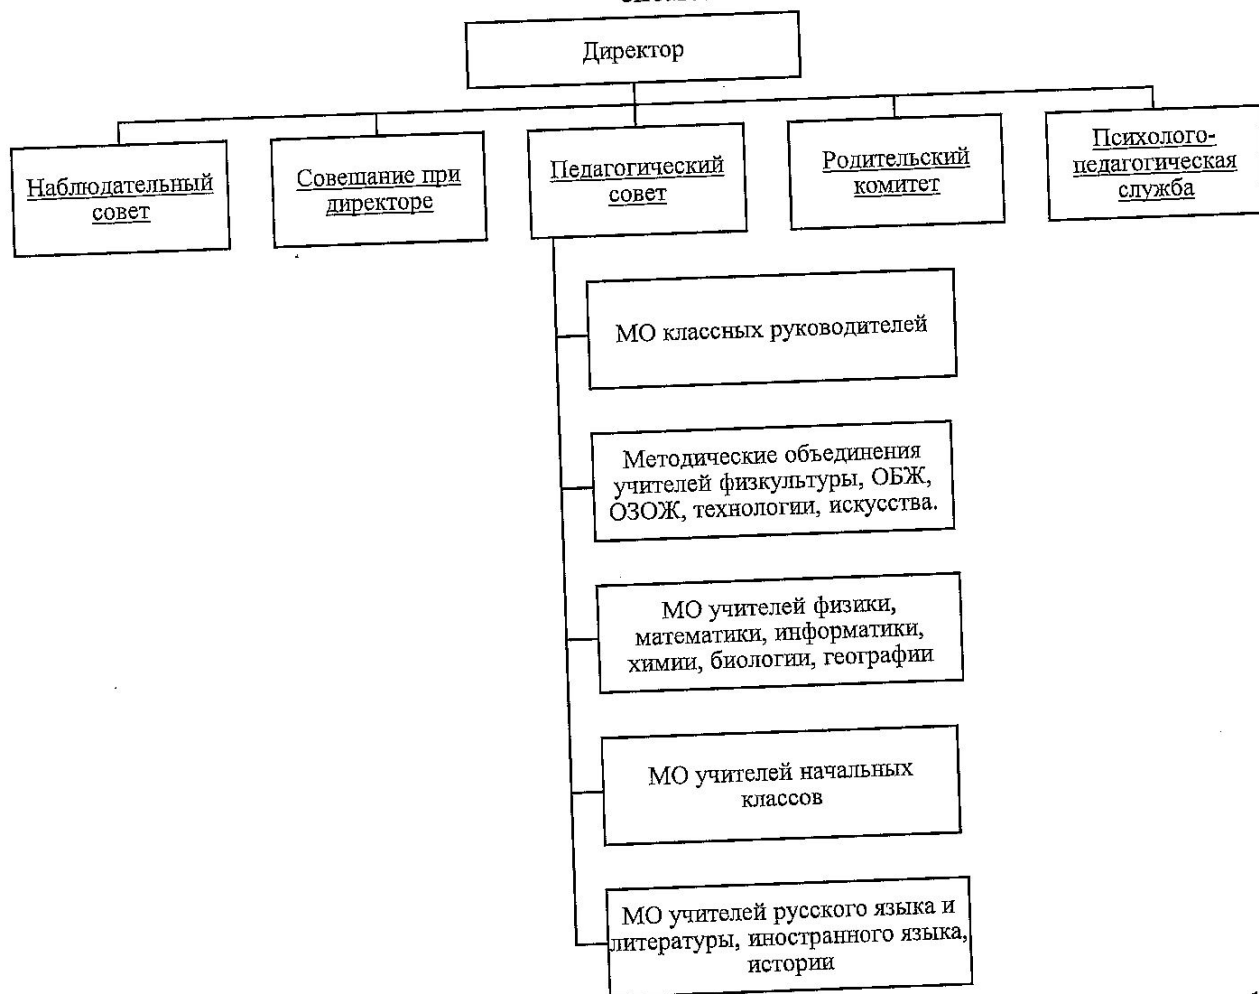 Директор
Наблюдательный
совет
Совещание при
директоре
Педагогический
совет
Родительский
комитет
Психолого-
педагогическая
служба
МО классных руководителей
Методические объединения
учителей физкультуры, ОБЖ,
ОЗОЖ, технологии, искусства.
МО учителей физики,
математики, информатики,
химии, биологии, географии
МО учителей начальных
классов
МО учителей русского языка и
литературы, иностранного языка,
истории